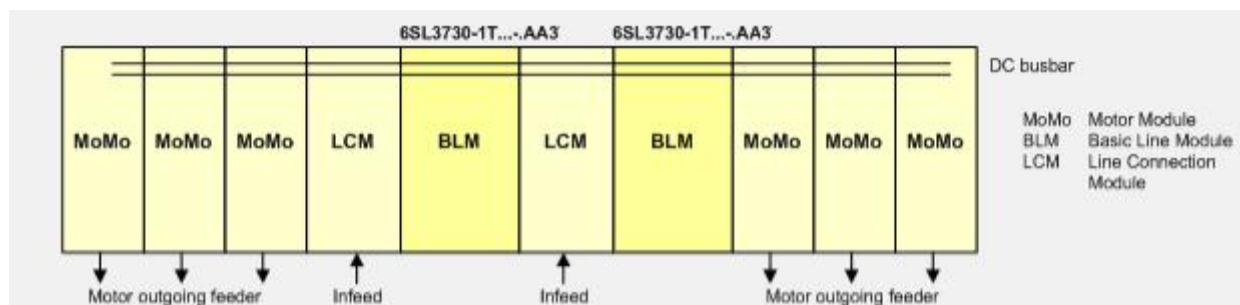 6SL3730-1T...-.AA3 6SL3730-1T...-.AA3
DC busbar
MoMo MoMo MoMo LCM BLM LCM BLM MoMo MoMo MoMo
MoMo Motor Module
BLM Basic Line Module
LCM Line Connection
Module
Motor outgoing feeder Infeed Infeed Motor outgoing feeder